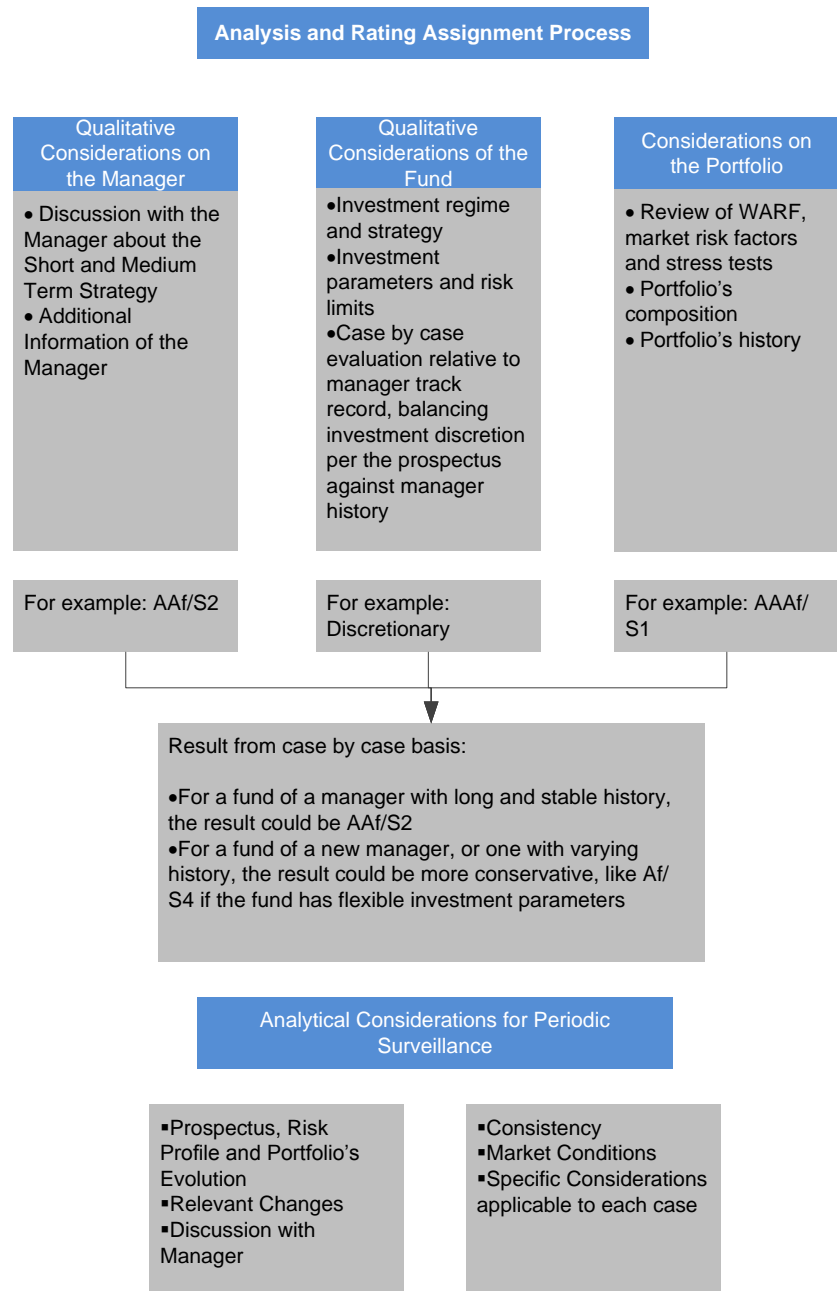 Analysis and Rating Assignment Process
Qualitative
Considerations on
the Manager
• Discussion with the
Manager about the
Short and Medium
Term Strategy
• Additional
Information of the
Manager
For example: AAf/S2
Qualitative
Considerations of the
Fund
•Investment regime
and strategy
•Investment
parameters and risk
limits
•Case by case
evaluation relative to
manager track
record, balancing
investment discretion
per the prospectus
against manager
history
For example:
Discretionary
Considerations on
the Portfolio
• Review of WARF,
market risk factors
and stress tests
• Portfolio’s
composition
• Portfolio’s history
For example: AAAf/
S1
Result from case by case basis:
•For a fund of a manager with long and stable history,
the result could be AAf/S2
•For a fund of a new manager, or one with varying
history, the result could be more conservative, like Af/
S4 if the fund has flexible investment parameters
Analytical Considerations for Periodic
Surveillance
▪Prospectus, Risk
Profile and Portfolio’s
Evolution
▪Relevant Changes
▪Discussion with
Manager
▪Consistency
▪Market Conditions
▪Specific Considerations
applicable to each case